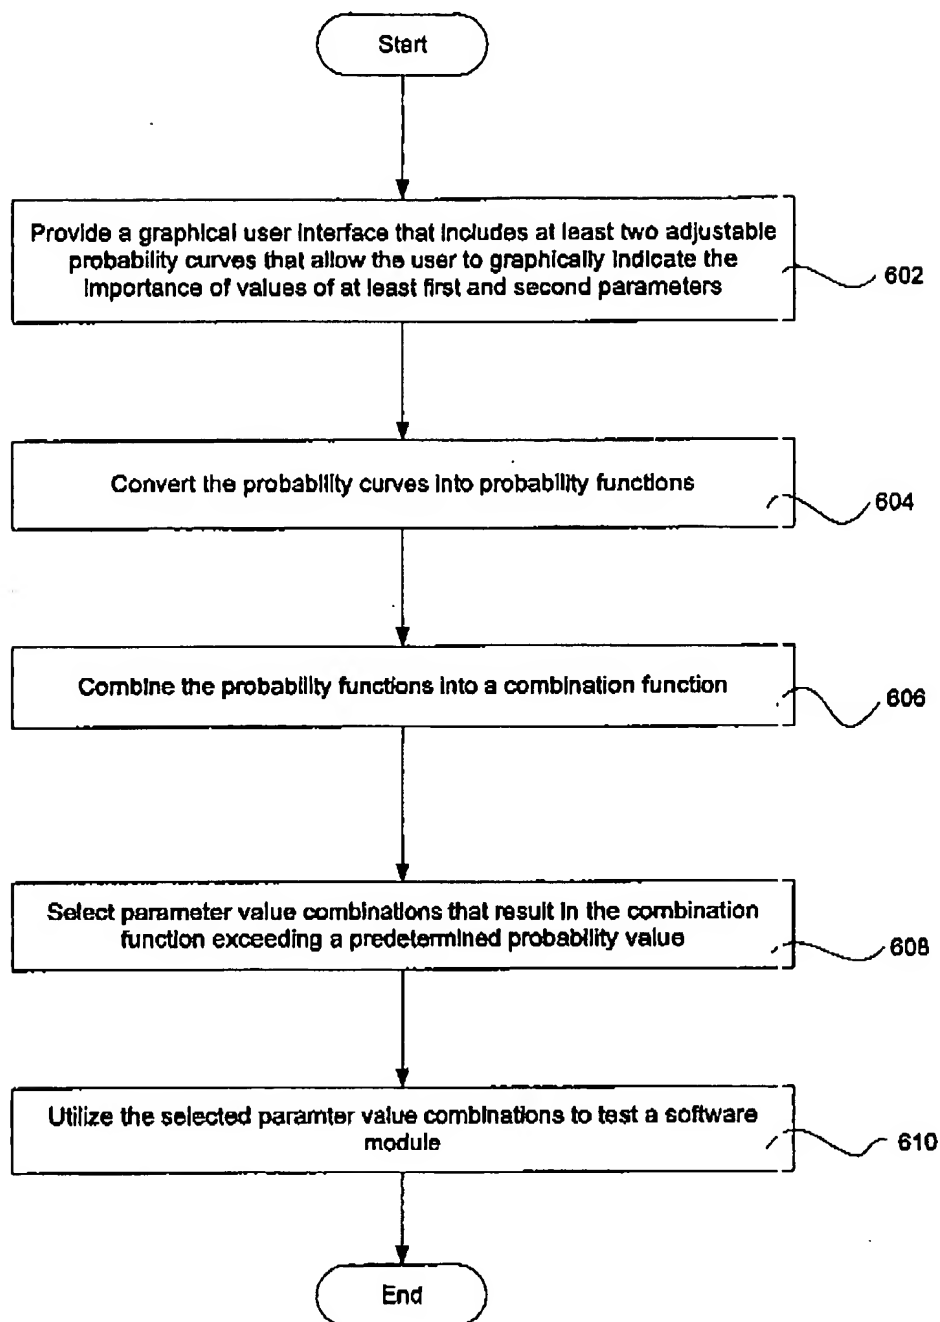 Start
Provide a graphical user interface that includes at least two adjustable
probability curves that allow the user to graphically indicate the
importance of values of at least first and second parameters
602
Convert the probability curves into probability functions
604
Combine the probability functions into a combination function
606
Select parameter value combinations that result in the combination
function exceeding a predetermined probability value
608
Utilize the selected paramter value combinations to test a software
module
610
End